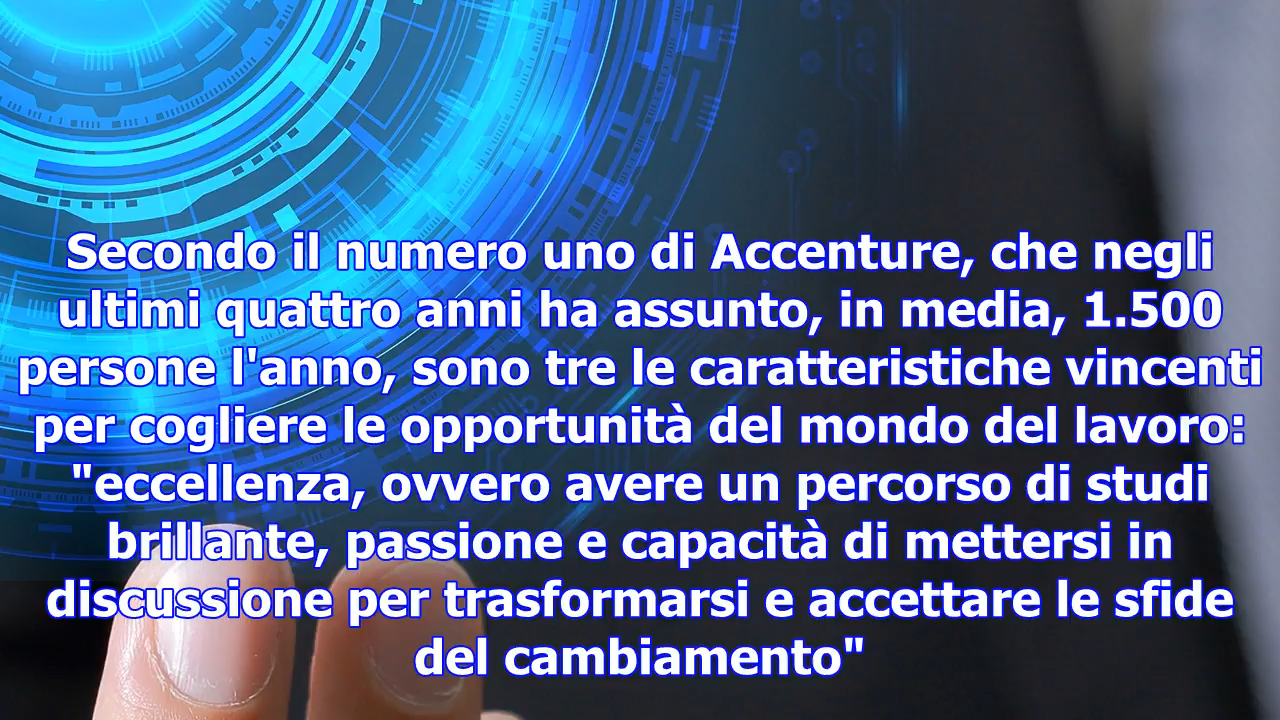 Secondo il numero uno di Accenture, che negli
ultimi quattro anni ha assunto, in media, 1.500
persone l'anno, sono tre le caratteristiche vincenti
per cogliere le opportunità del mondo del lavoro:
"eccellenza, ovvero avere un percorso di studi
brillante, passione e capacità di mettersi in
discussione per trasformarsi e accettare le sfide
del cambiamento"